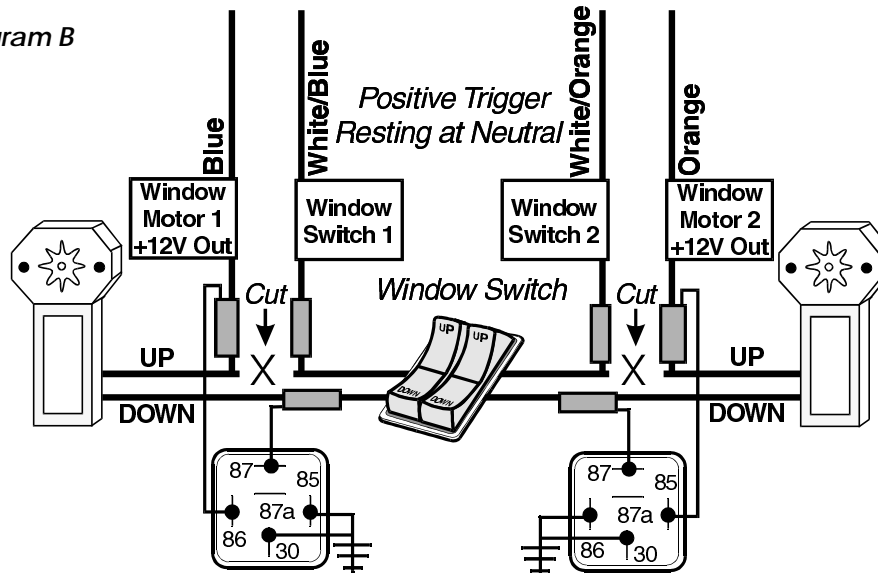 gram B
Blue
White/Blue
Positive Trigger
Resting at Neutral
White/Orange
Orange
Window
Motor 1
+12V Out
Window
Switch 1
Window
Switch 2
Window
Motor 2
+12V Out
Cut
Window Switch
Cut
UP
X
UP
UP
X
UP
DOWN
DOWN
DOWN
DOWN
87
85
87a
86
30
87
85
87a
86
30